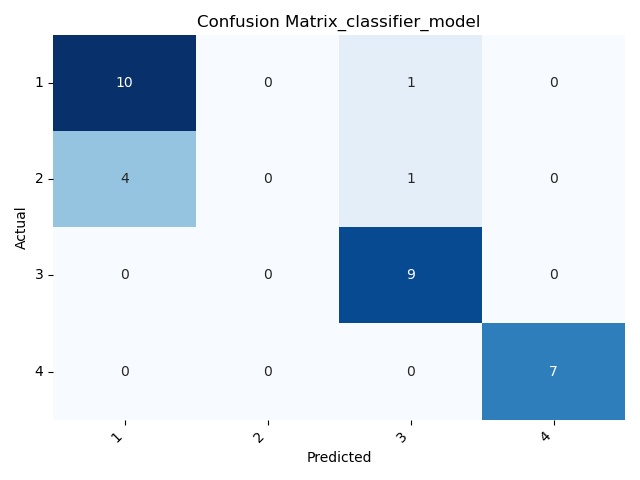 Confusion Matrix_classifier_model
1 10 0 1 0
2 4 0 1 0
Actual
3 0 0 9 0
4 0 0 0 7
1 2 3 4
Predicted